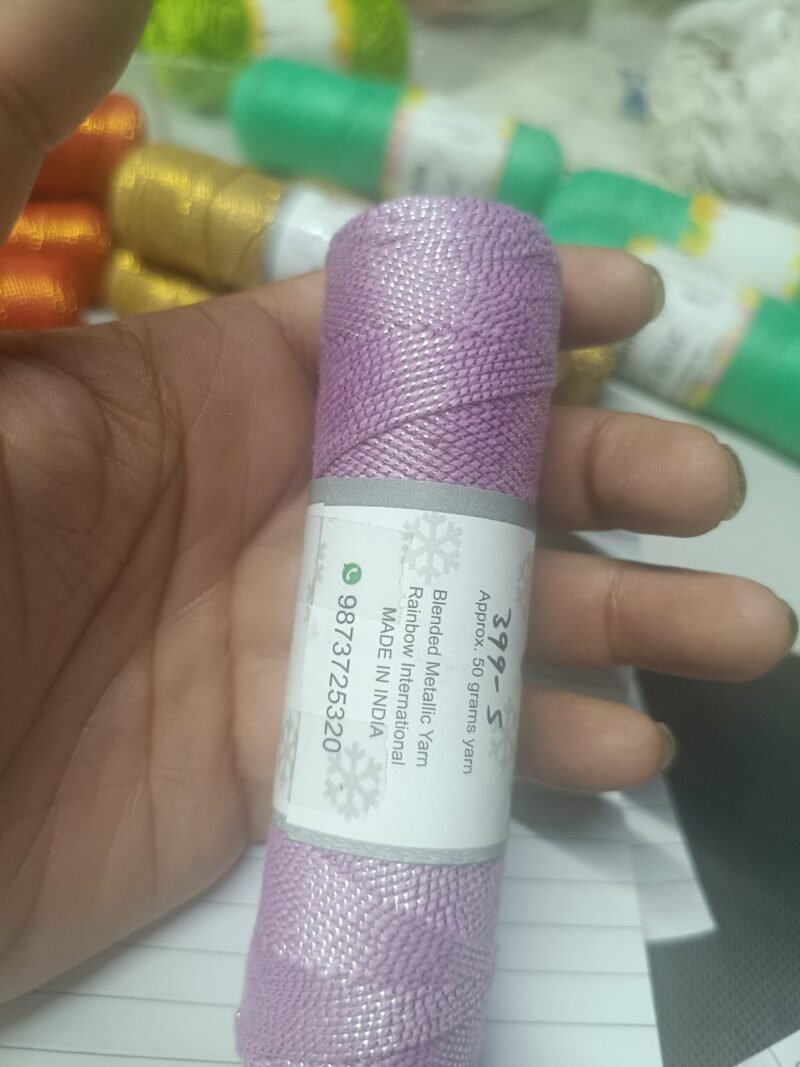 399-5
Approx. 50 grams yarn
Blended Metallic Yarn
Rainbow International
MADE IN INDIA
9873725320